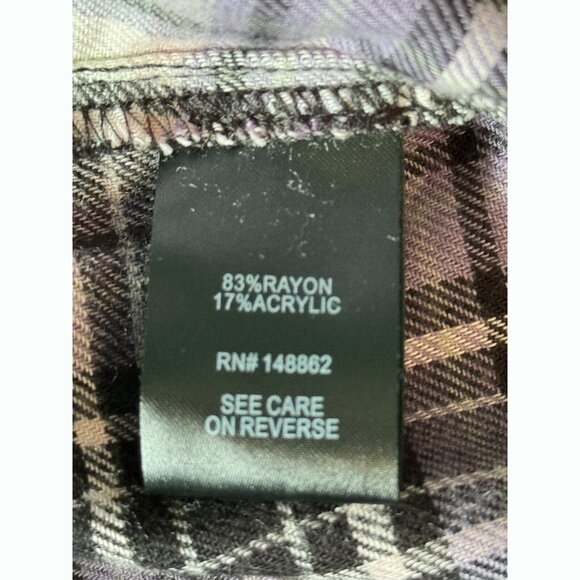 83%RAYON
17%ACRYLIC
RN# 148862
SEE CARE
ON REVERSE